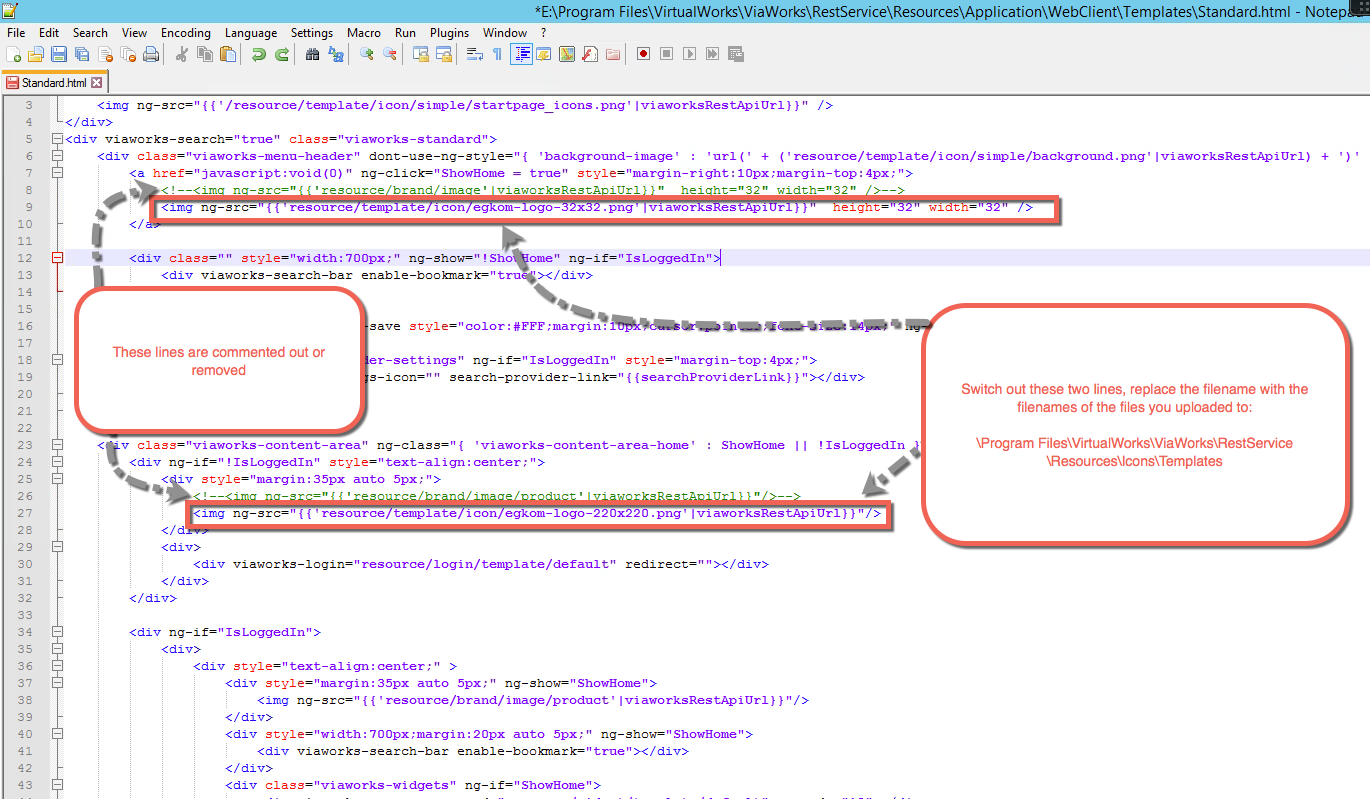 *E:\Program Files\VirtualWorks\ViaWorks\RestService\Resources\Application\WebClient\Templates\Standard.html - Notepa
File Edit Search View Encoding Language Settings Macro Run Plugins Window ?
Standard.html
3 <img ng-src="{{'/resource/template/icon/simple/startpage_icons.png'|viaworksRestApiUrl}}" />
4 </div>
5 <div viaworks-search="true" class="viaworks-standard">
6 <div class="viaworks-menu-header" dont-use-ng-style="{ 'background-image' : 'url(' + ('resource/template/icon/simple/background.png'|viaworksRestApiUrl) + ')'
7 <a href="javascript:void(0)" ng-click="ShowHome = true" style="margin-right:10px;margin-top:4px;">
8 <!--<img ng-src="{{'resource/brand/image'|viaworksRestApiUrl}}"  height="32" width="32" />-->
9 <img ng-src="{{'resource/template/icon/egkom-logo-32x32.png'|viaworksRestApiUrl}}"  height="32" width="32" />
10 </a>
11
12 <div class="" style="width:700px;" ng-show="!ShowHome" ng-if="IsLoggedIn">
13 <div viaworks-search-bar enable-bookmark="true"></div>
14
15
16 -save style="color:#FFF;margin:10px;cursor:pointer;font-size:14px;" ng-
17
18 der-settings" ng-if="IsLoggedIn" style="margin-top:4px;">
19 gs-icon="" search-provider-link="{{searchProviderLink}}"></div>
20
21
22
23 <div class="viaworks-content-area" ng-class="{ 'viaworks-content-area-home' : ShowHome || !IsLoggedIn }"
24 <div ng-if="!IsLoggedIn" style="text-align:center;">
25 <div style="margin:35px auto 5px;">
26 <!--<img ng-src="{{'resource/brand/image/product'|viaworksRestApiUrl}}"/>-->
27 <img ng-src="{{'resource/template/icon/egkom-logo-220x220.png'|viaworksRestApiUrl}}"/>
28 </div>
29 <div>
30 <div viaworks-login="resource/login/template/default" redirect=""></div>
31 </div>
32 </div>
33
34 <div ng-if="IsLoggedIn">
35 <div>
36 <div style="text-align:center;" >
37 <div style="margin:35px auto 5px;" ng-show="ShowHome">
38 <img ng-src="{{'resource/brand/image/product'|viaworksRestApiUrl}}"/>
39 </div>
40 <div style="width:700px;margin:20px auto 5px;" ng-show="ShowHome">
41 <div viaworks-search-bar enable-bookmark="true"></div>
42 </div>
43 <div class="viaworks-widgets" ng-if="ShowHome">
These lines are commented out or
removed
Switch out these two lines, replace the filename with the
filenames of the files you uploaded to:
\Program Files\VirtualWorks\ViaWorks\RestService
\Resources\Icons\Templates